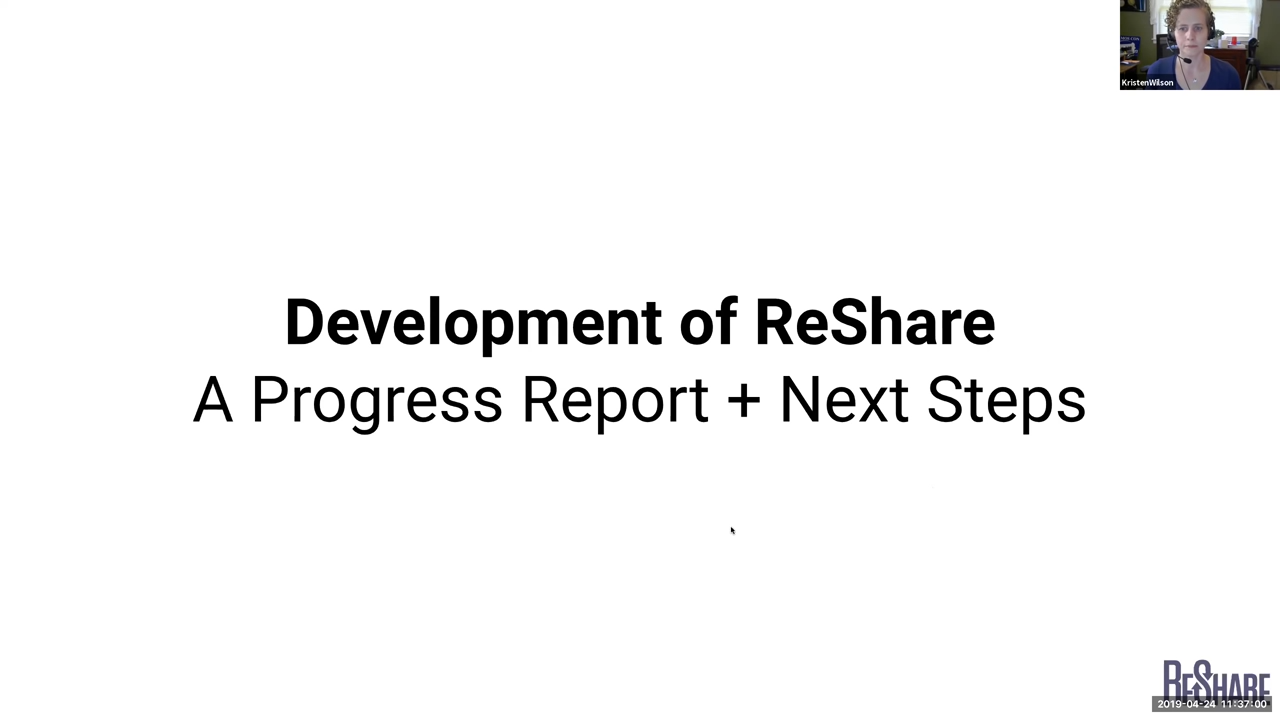 KristenWilson
Development of ReShare
A Progress Report + Next Steps
RESHARE
2019-04-24 11:37:00